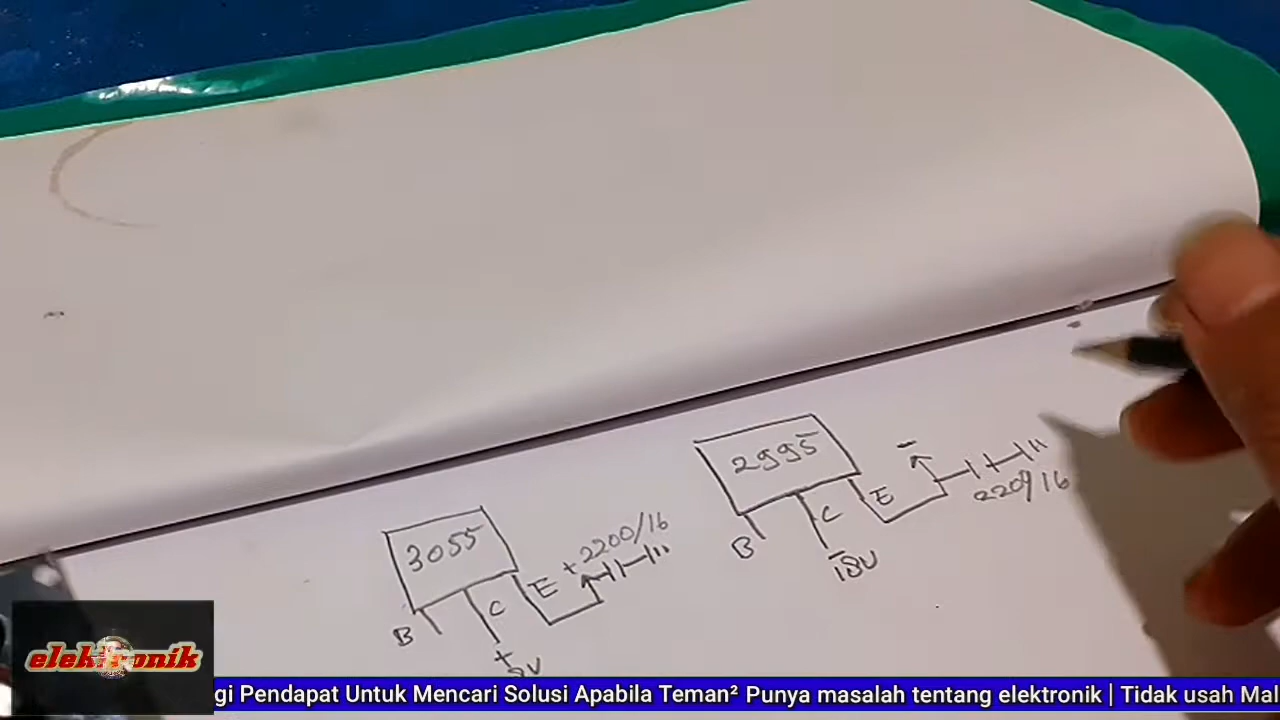 2995
B
C
E
-
2200/16
-
18V
3055
B
C
E
+
2200/16
+
elektronik
gi Pendapat Untuk Mencari Solusi Apabila Teman² Punya masalah tentang elektronik | Tidak usah Mal